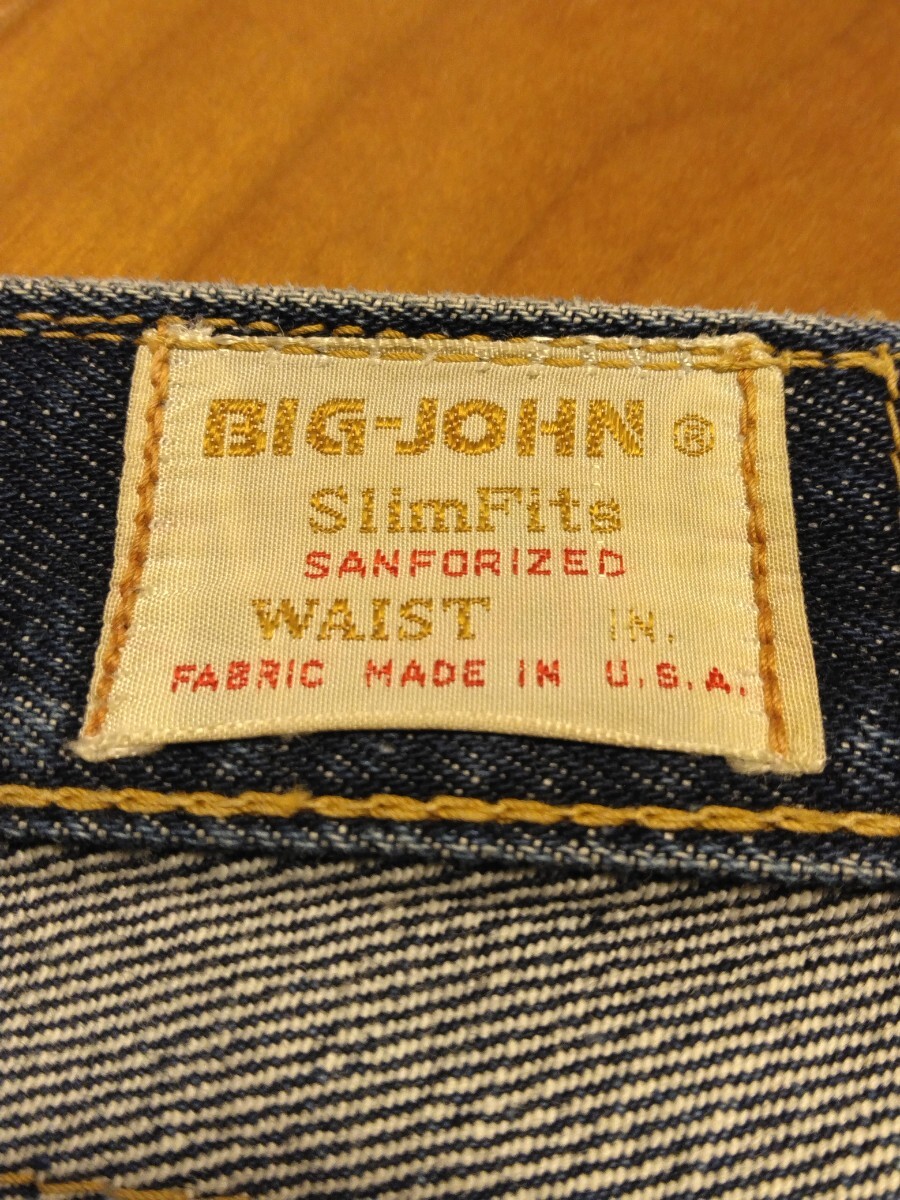 BIG-JOHN ®
SlimFits
SANFORIZED
WAIST IN.
FABRIC MADE IN U.S.A.